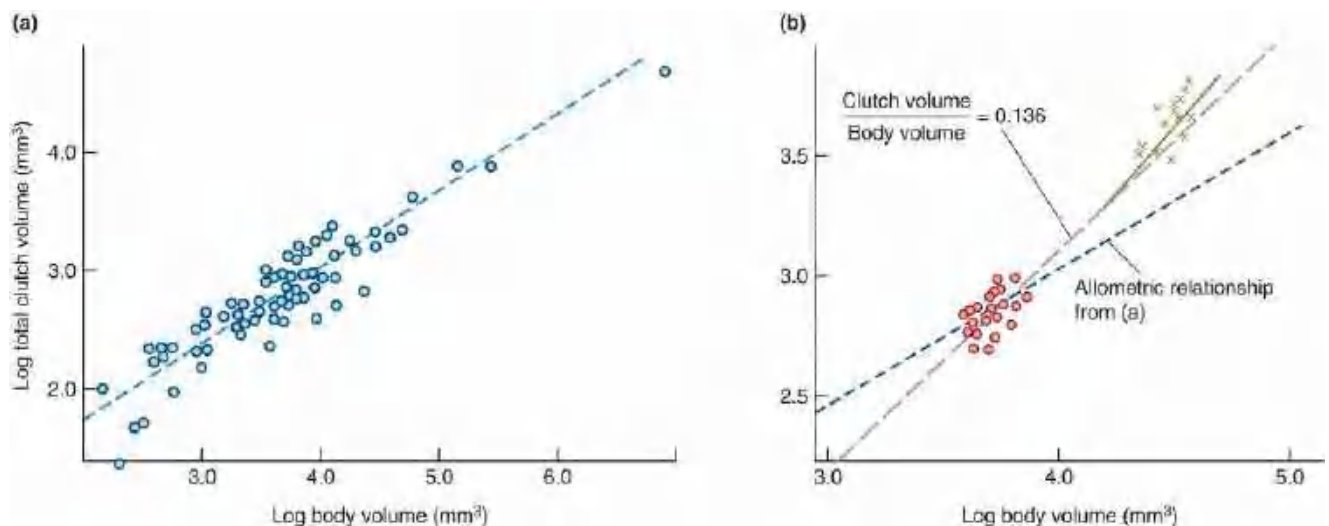 (a)
Log total clutch volume (mm³)
4.0
3.0
2.0
3.0
4.0
5.0
6.0
Log body volume (mm³)
(b)
Clutch volume
Body volume
= 0.136
Allometric relationship
from (a)
3.5
3.0
2.5
3.0
4.0
5.0
Log body volume (mm³)